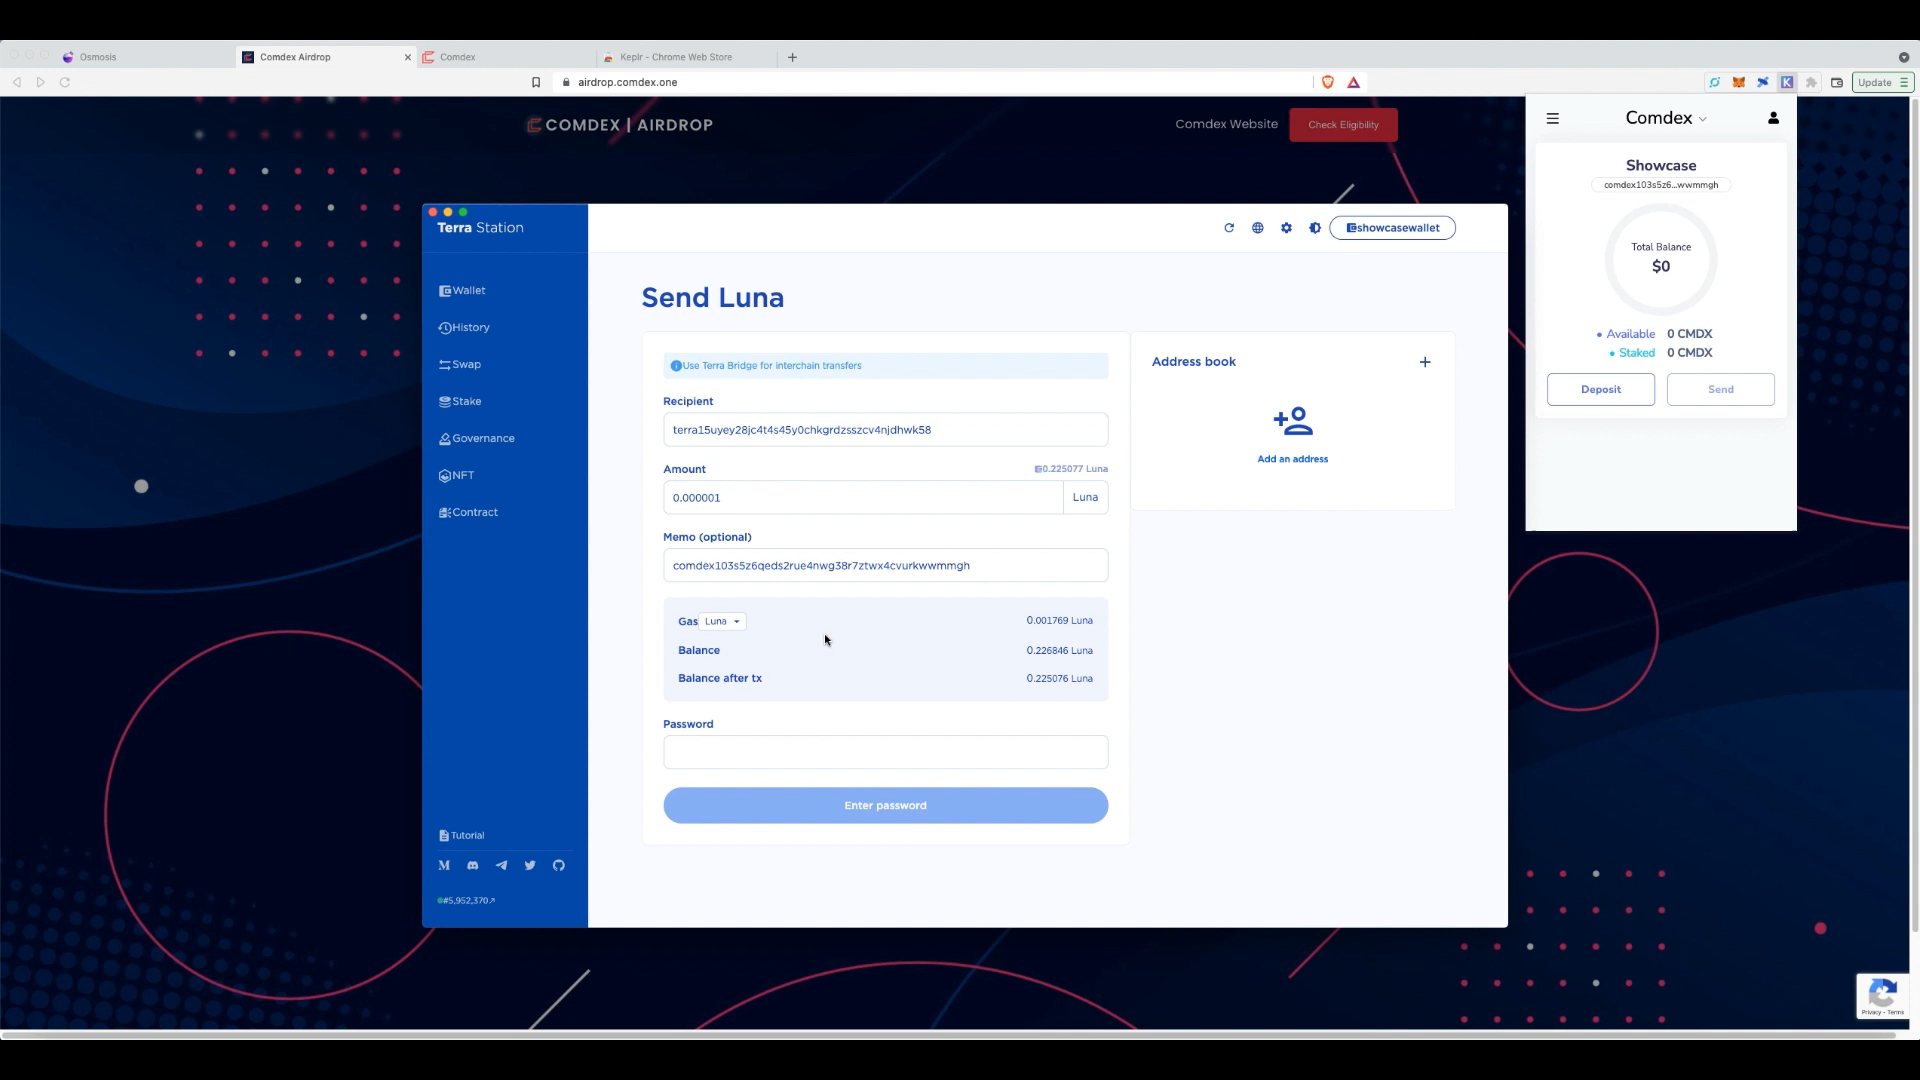 Osmosis
Comdex Airdrop
Comdex
Keplr - Chrome Web Store
airdrop.comdex.one
Update
COMDEX | AIRDROP
Comdex Website
Check Eligibility
Comdex
Showcase
comdex103s5z6...wwmmgh
Total Balance
$0
Available 0 CMDX
Staked 0 CMDX
Deposit
Send
Terra Station
showcasewallet
Wallet
History
Swap
Stake
Governance
NFT
Contract
Tutorial
#5,952,370
Send Luna
Use Terra Bridge for interchain transfers
Recipient
terra15uyey28jc4t4s45y0chkgrdzsszcv4njdhwk58
Amount
0.225077 Luna
0.000001
Luna
Memo (optional)
comdex103s5z6qeds2rue4nwg38r7ztwx4cvurkwwmmgh
Gas Luna 0.001769 Luna
Balance 0.226846 Luna
Balance after tx 0.225076 Luna
Password
Enter password
Address book
Add an address
Privacy - Terms